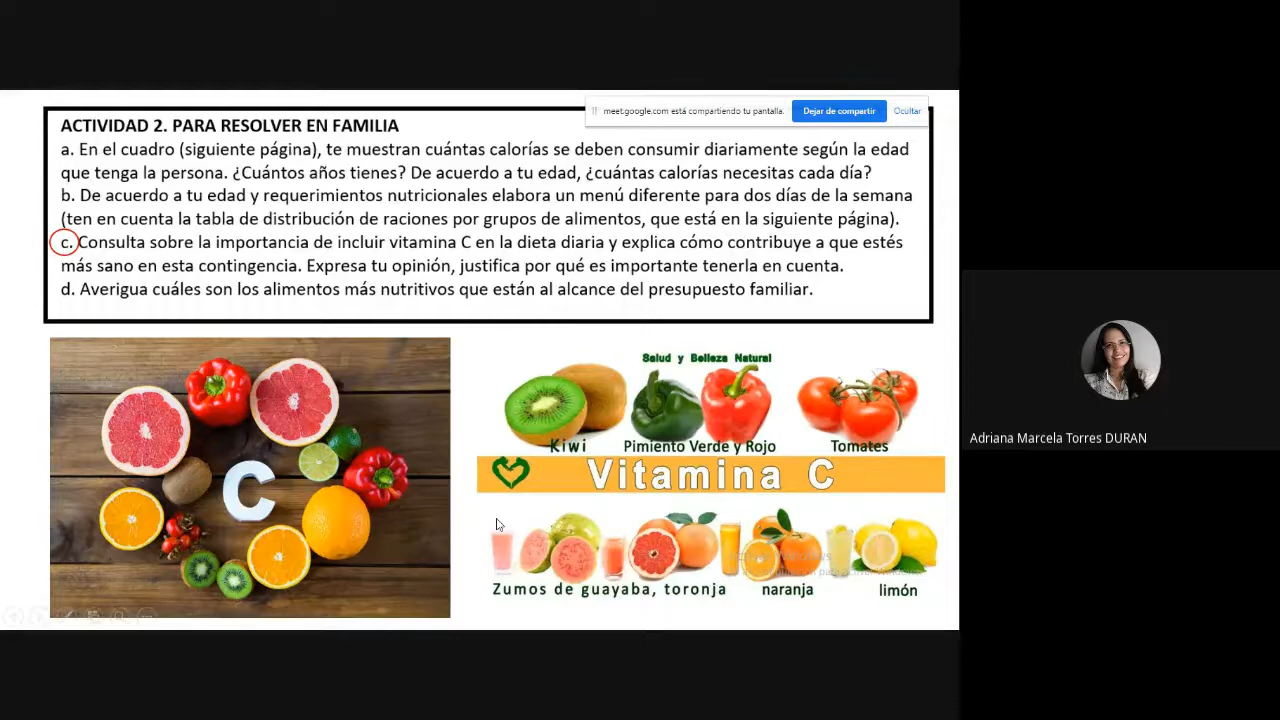 meet.google.com está compartiendo tu pantalla.
Dejar de compartir
Ocultar
ACTIVIDAD 2. PARA RESOLVER EN FAMILIA
a. En el cuadro (siguiente página), te muestran cuántas calorías se deben consumir diariamente según la edad
que tenga la persona. ¿Cuántos años tienes? De acuerdo a tu edad, ¿cuántas calorías necesitas cada día?
b. De acuerdo a tu edad y requerimientos nutricionales elabora un menú diferente para dos días de la semana
(ten en cuenta la tabla de distribución de raciones por grupos de alimentos, que está en la siguiente página).
c. Consulta sobre la importancia de incluir vitamina C en la dieta diaria y explica cómo contribuye a que estés
más sano en esta contingencia. Expresa tu opinión, justifica por qué es importante tenerla en cuenta.
d. Averigua cuáles son los alimentos más nutritivos que están al alcance del presupuesto familiar.
C
Salud y Belleza Natural
Kiwi
Pimiento Verde y Rojo
Tomates
Vitamina C
Zumos de guayaba, toronja
naranja
limón
Adriana Marcela Torres DURAN